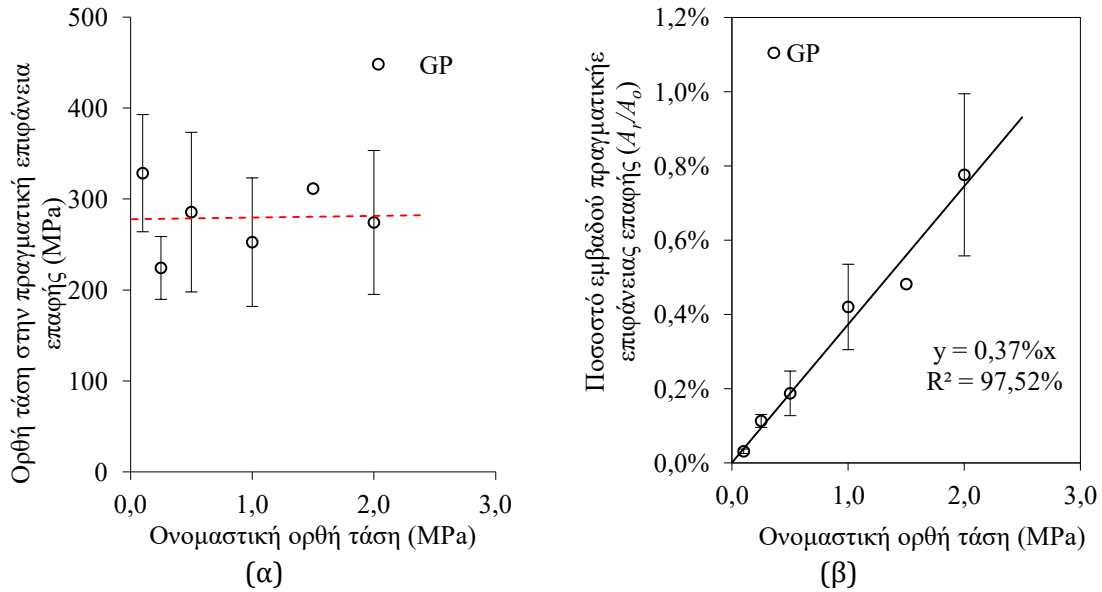 500
400
300
200
100
0
0,0
1,0
2,0
3,0
Ορθή τάση στην πραγματική επιφάνεια
επαφής (MPa)
GP
Ονομαστική ορθή τάση (MPa)
(α)
1,2%
1,0%
0,8%
0,6%
0,4%
0,2%
0,0%
0,0
1,0
2,0
3,0
Ποσοστό εμβαδού πραγματικήε
επιφάνειας επαφής (Ar/Ao)
GP
y = 0,37%x
R² = 97,52%
Ονομαστική ορθή τάση (MPa)
(β)